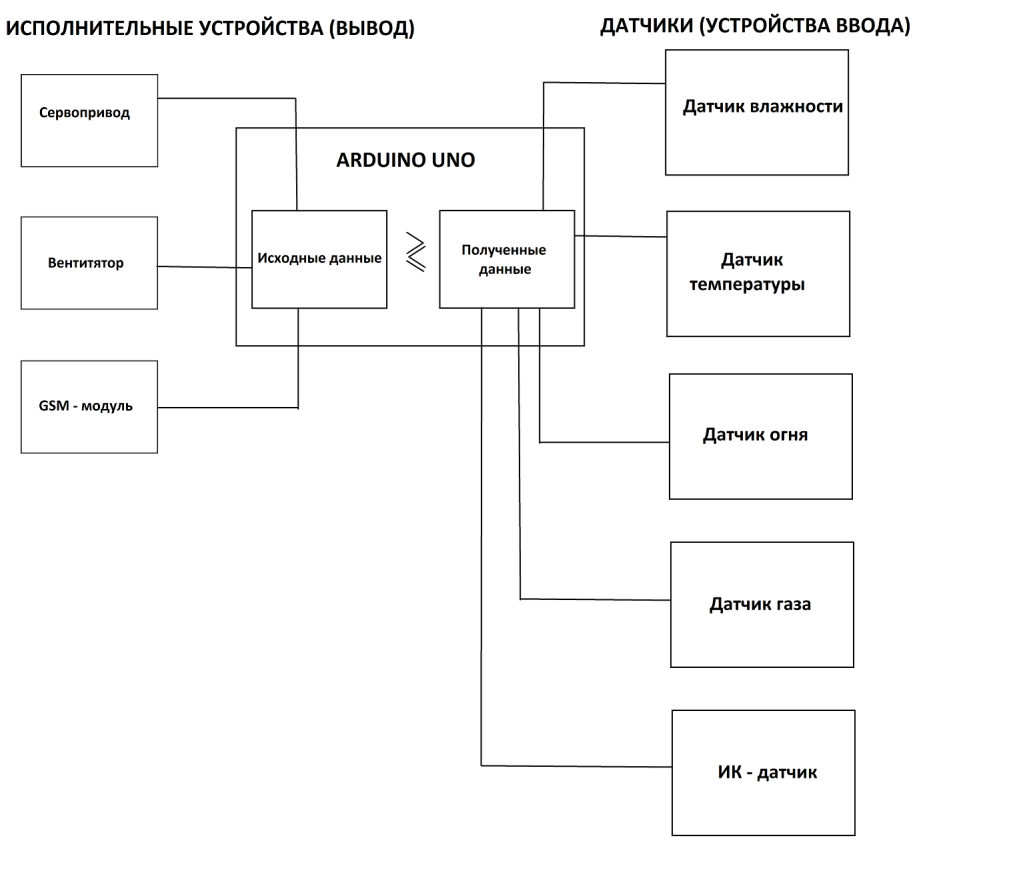 ИСПОЛНИТЕЛЬНЫЕ УСТРОЙСТВА (ВЫВОД)
ДАТЧИКИ (УСТРОЙСТВА ВВОДА)
Сервопривод
Вентитятор
GSM - модуль
ARDUINO UNO
Исходные данные
Полученные
данные
Датчик влажности
Датчик
температуры
Датчик огня
Датчик газа
ИК - датчик